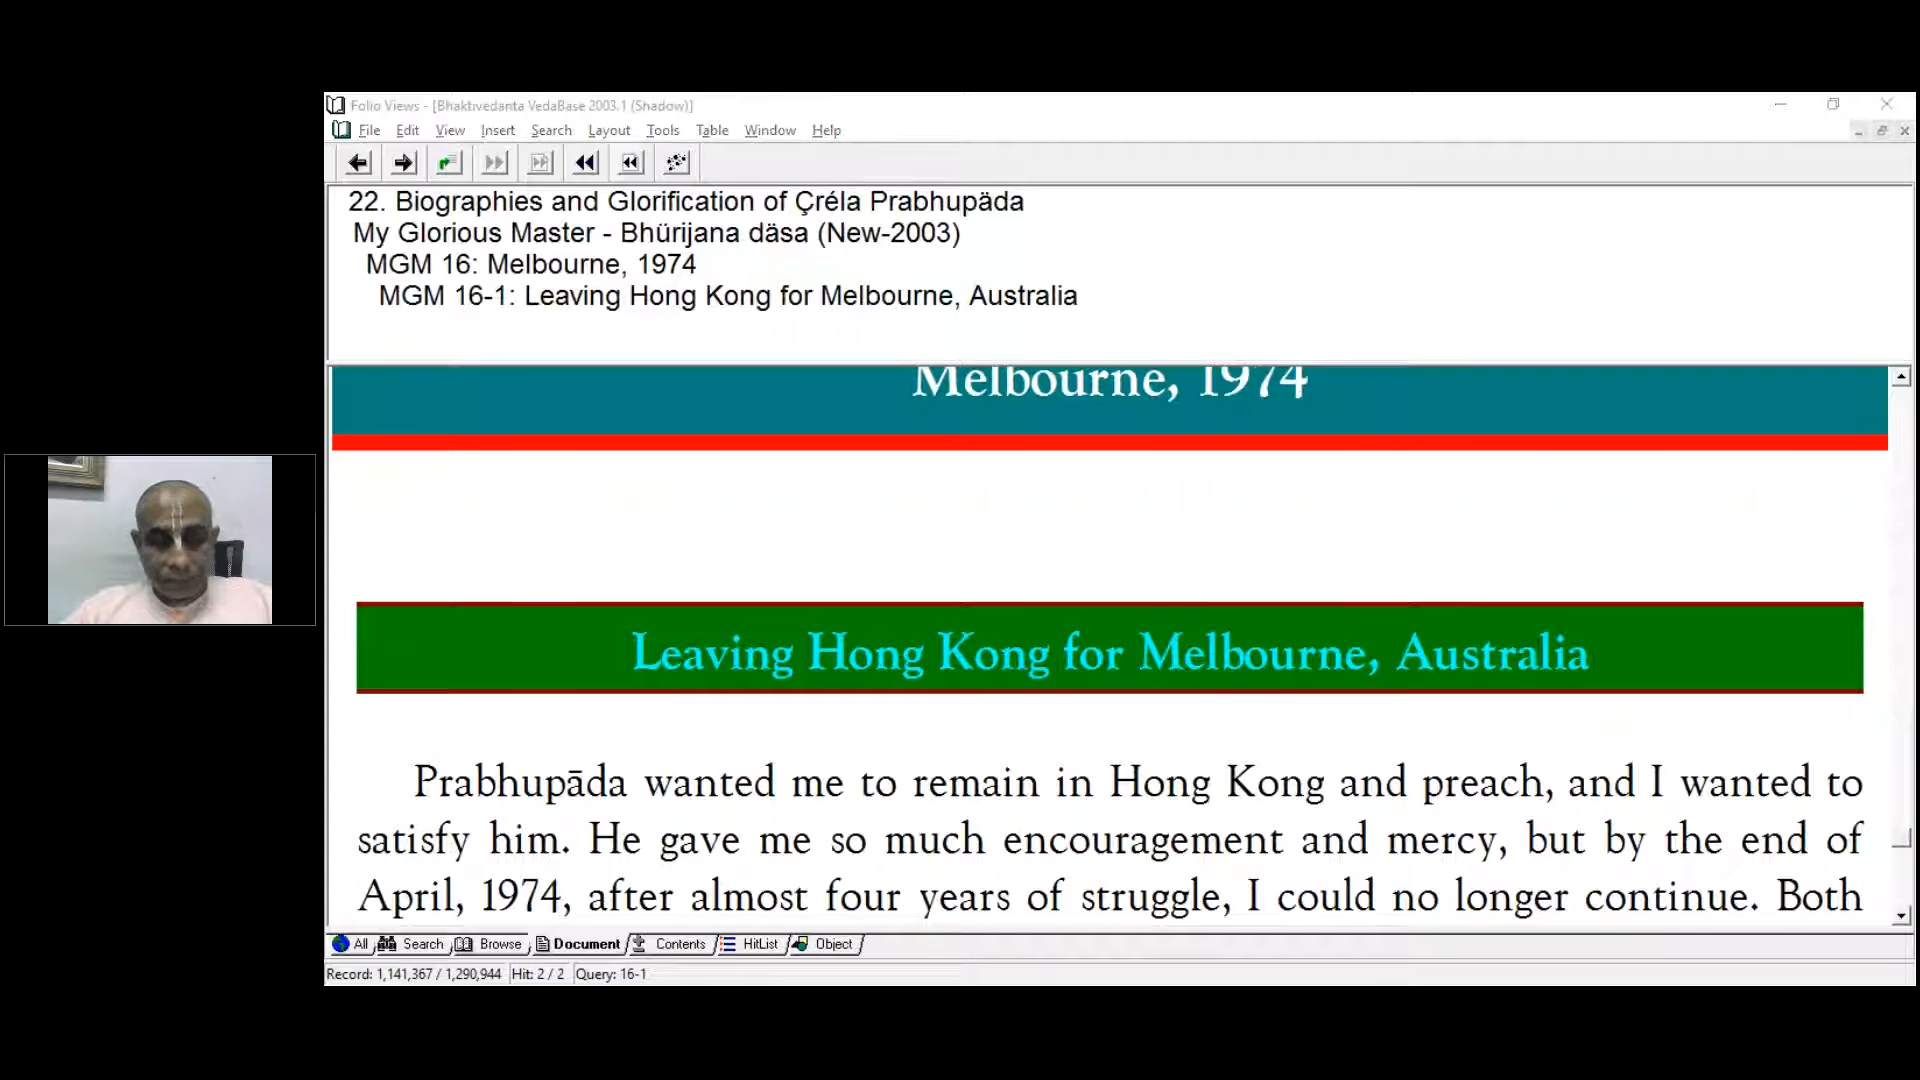 Folio Views - [Bhaktivedanta VedaBase 2003.1 (Shadow)]
File Edit View Insert Search Layout Tools Table Window Help
22. Biographies and Glorification of Çréla Prabhupäda
My Glorious Master - Bhürijana däsa (New-2003)
MGM 16: Melbourne, 1974
MGM 16-1: Leaving Hong Kong for Melbourne, Australia
Melbourne, 1974
Leaving Hong Kong for Melbourne, Australia
Prabhupāda wanted me to remain in Hong Kong and preach, and I wanted to
satisfy him. He gave me so much encouragement and mercy, but by the end of
April, 1974, after almost four years of struggle, I could no longer continue. Both
All Search Browse Document Contents HitList Object
Record: 1,141,367 / 1,290,944 Hit: 2 / 2 Query: 16-1